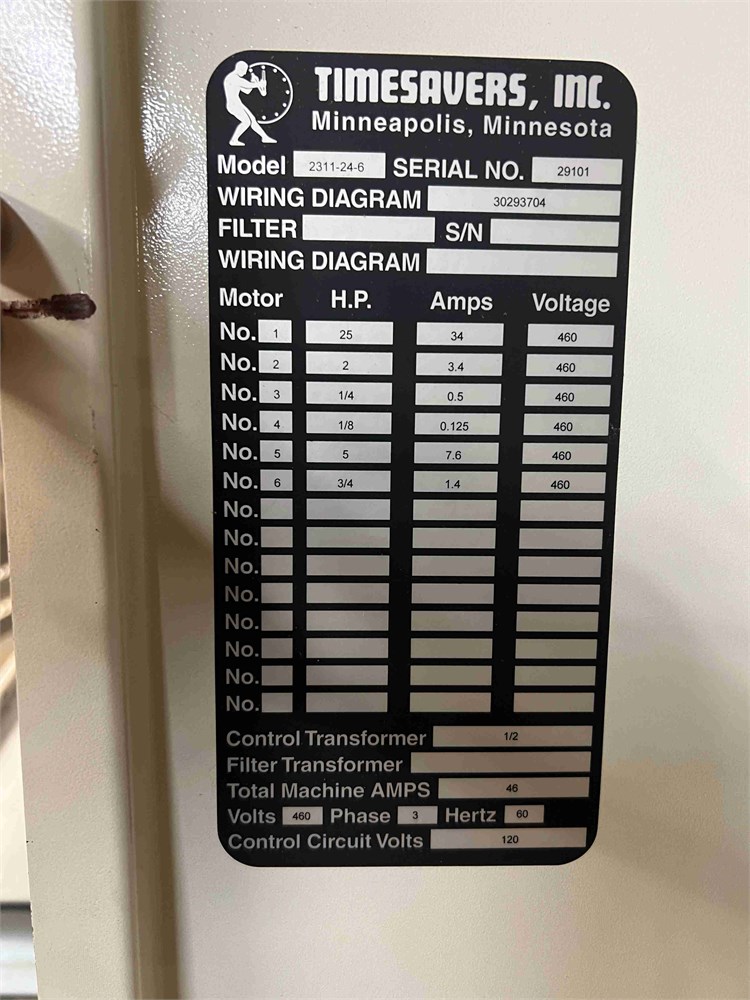 TIMESAVERS, INC.
Minneapolis, Minnesota
Model 2311-24-6 SERIAL NO. 29101
WIRING DIAGRAM 30293704
FILTER S/N
WIRING DIAGRAM
Motor H.P. Amps Voltage
No. 1 25 34 460
No. 2 2 3.4 460
No. 3 1/4 0.5 460
No. 4 1/8 0.125 460
No. 5 5 7.6 460
No. 6 3/4 1.4 460
No.
No.
No.
No.
No.
No.
No.
No.
Control Transformer 1/2
Filter Transformer
Total Machine AMPS 46
Volts 460 Phase 3 Hertz 60
Control Circuit Volts 120